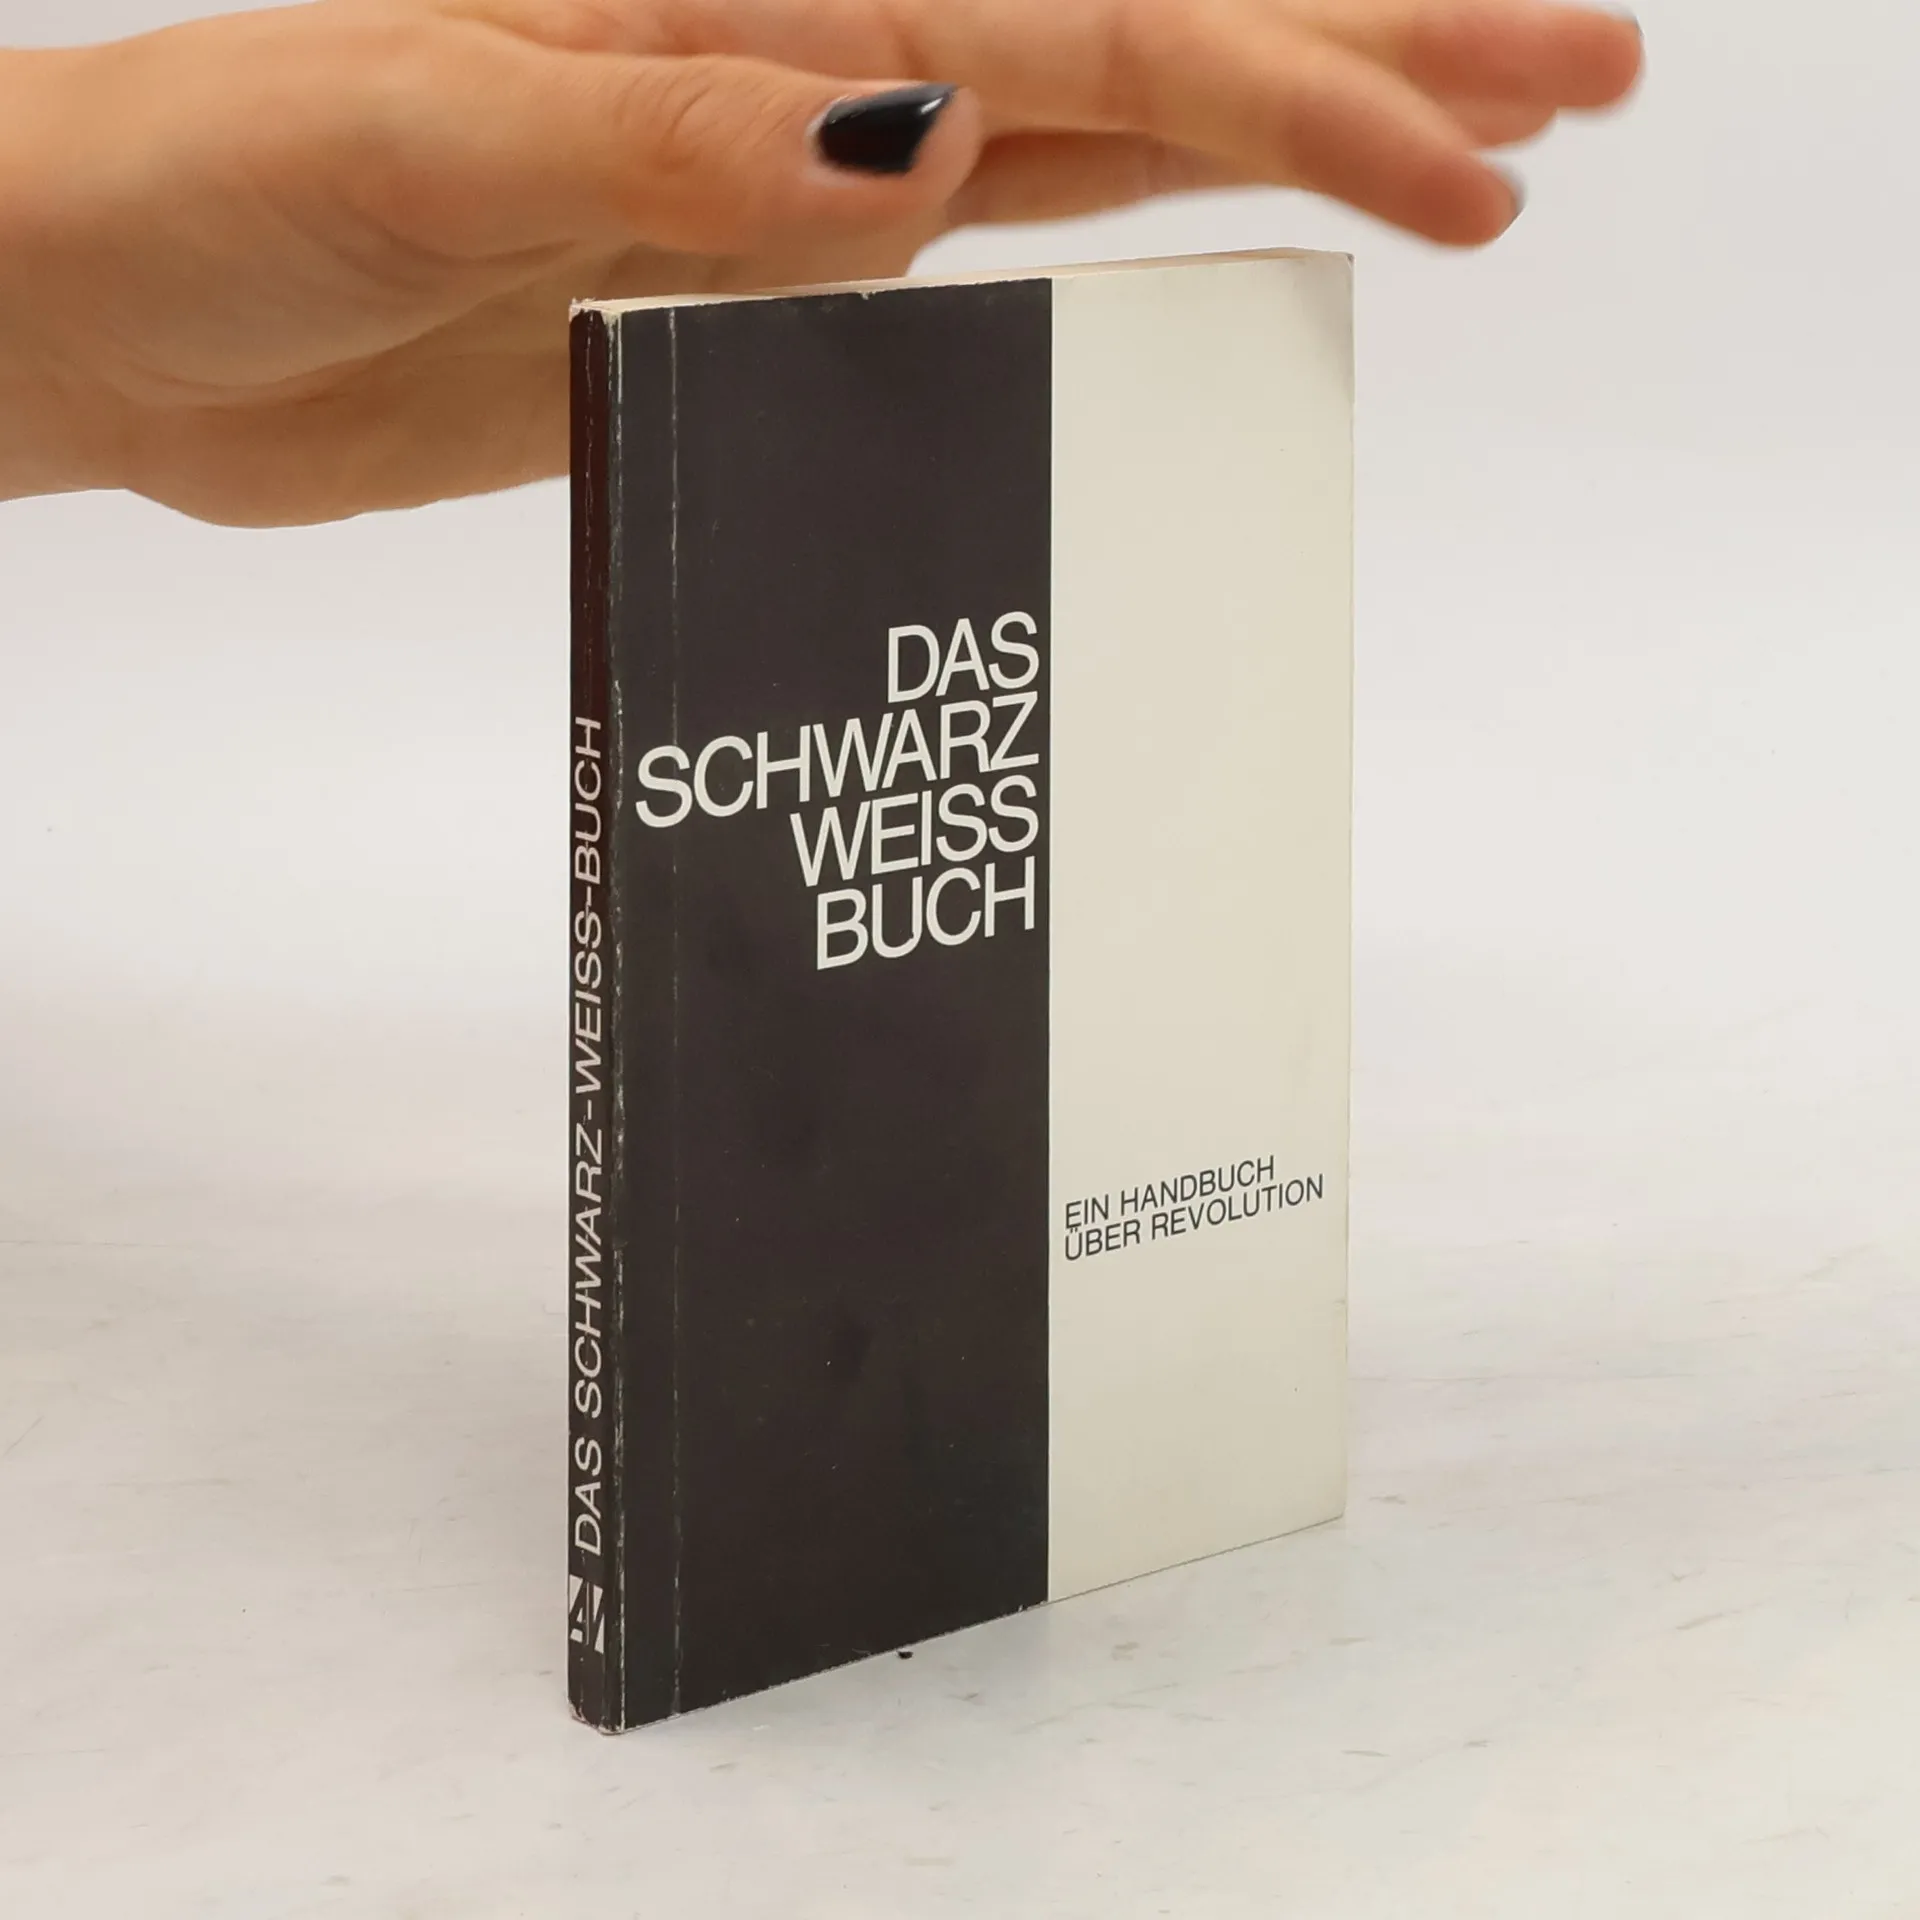 DAS
SCHWARZ
WEISS
BUCH
EIN HANDBUCH
ÜBER REVOLUTION
DAS SCHWARZ-WEISS-BUCH